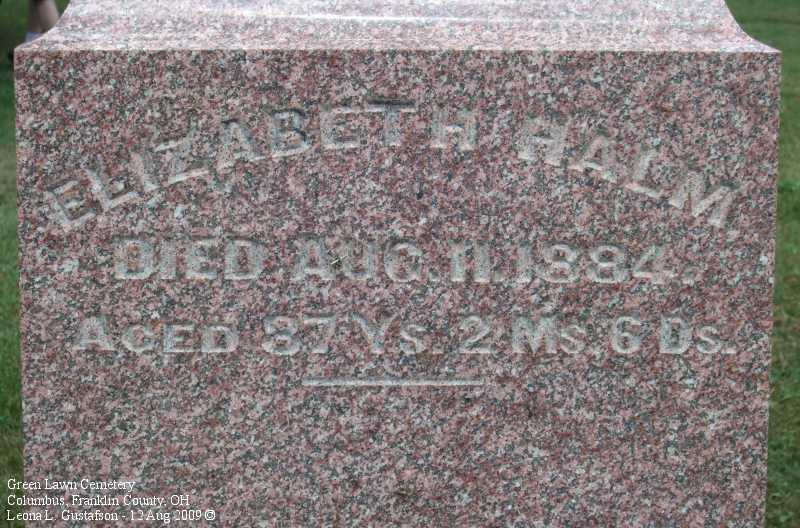 ELIZABETH HALM
DIED AUG. 11. 1884.
AGED 87 Ys. 2 Ms. 6 Ds.
Green Lawn Cemetery
Columbus, Franklin County, OH
Leona L. Gustafson - 12 Aug 2009 ©